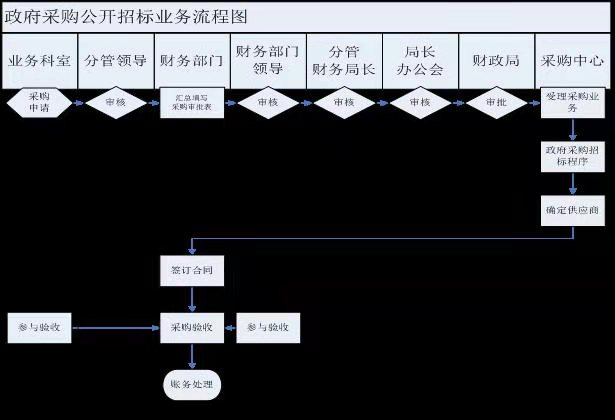 政府采购公开招标业务流程图
业务科室
分管领导
财务部门
财务部门
领导
分管
财务局长
局长
办公会
财政局
采购中心
采购
申请
审核
汇总填写
采购审批表
审核
审核
审核
审批
受理采购业
务
政府采购招
标程序
确定供应商
签订合同
参与验收
采购验收
参与验收
账务处理